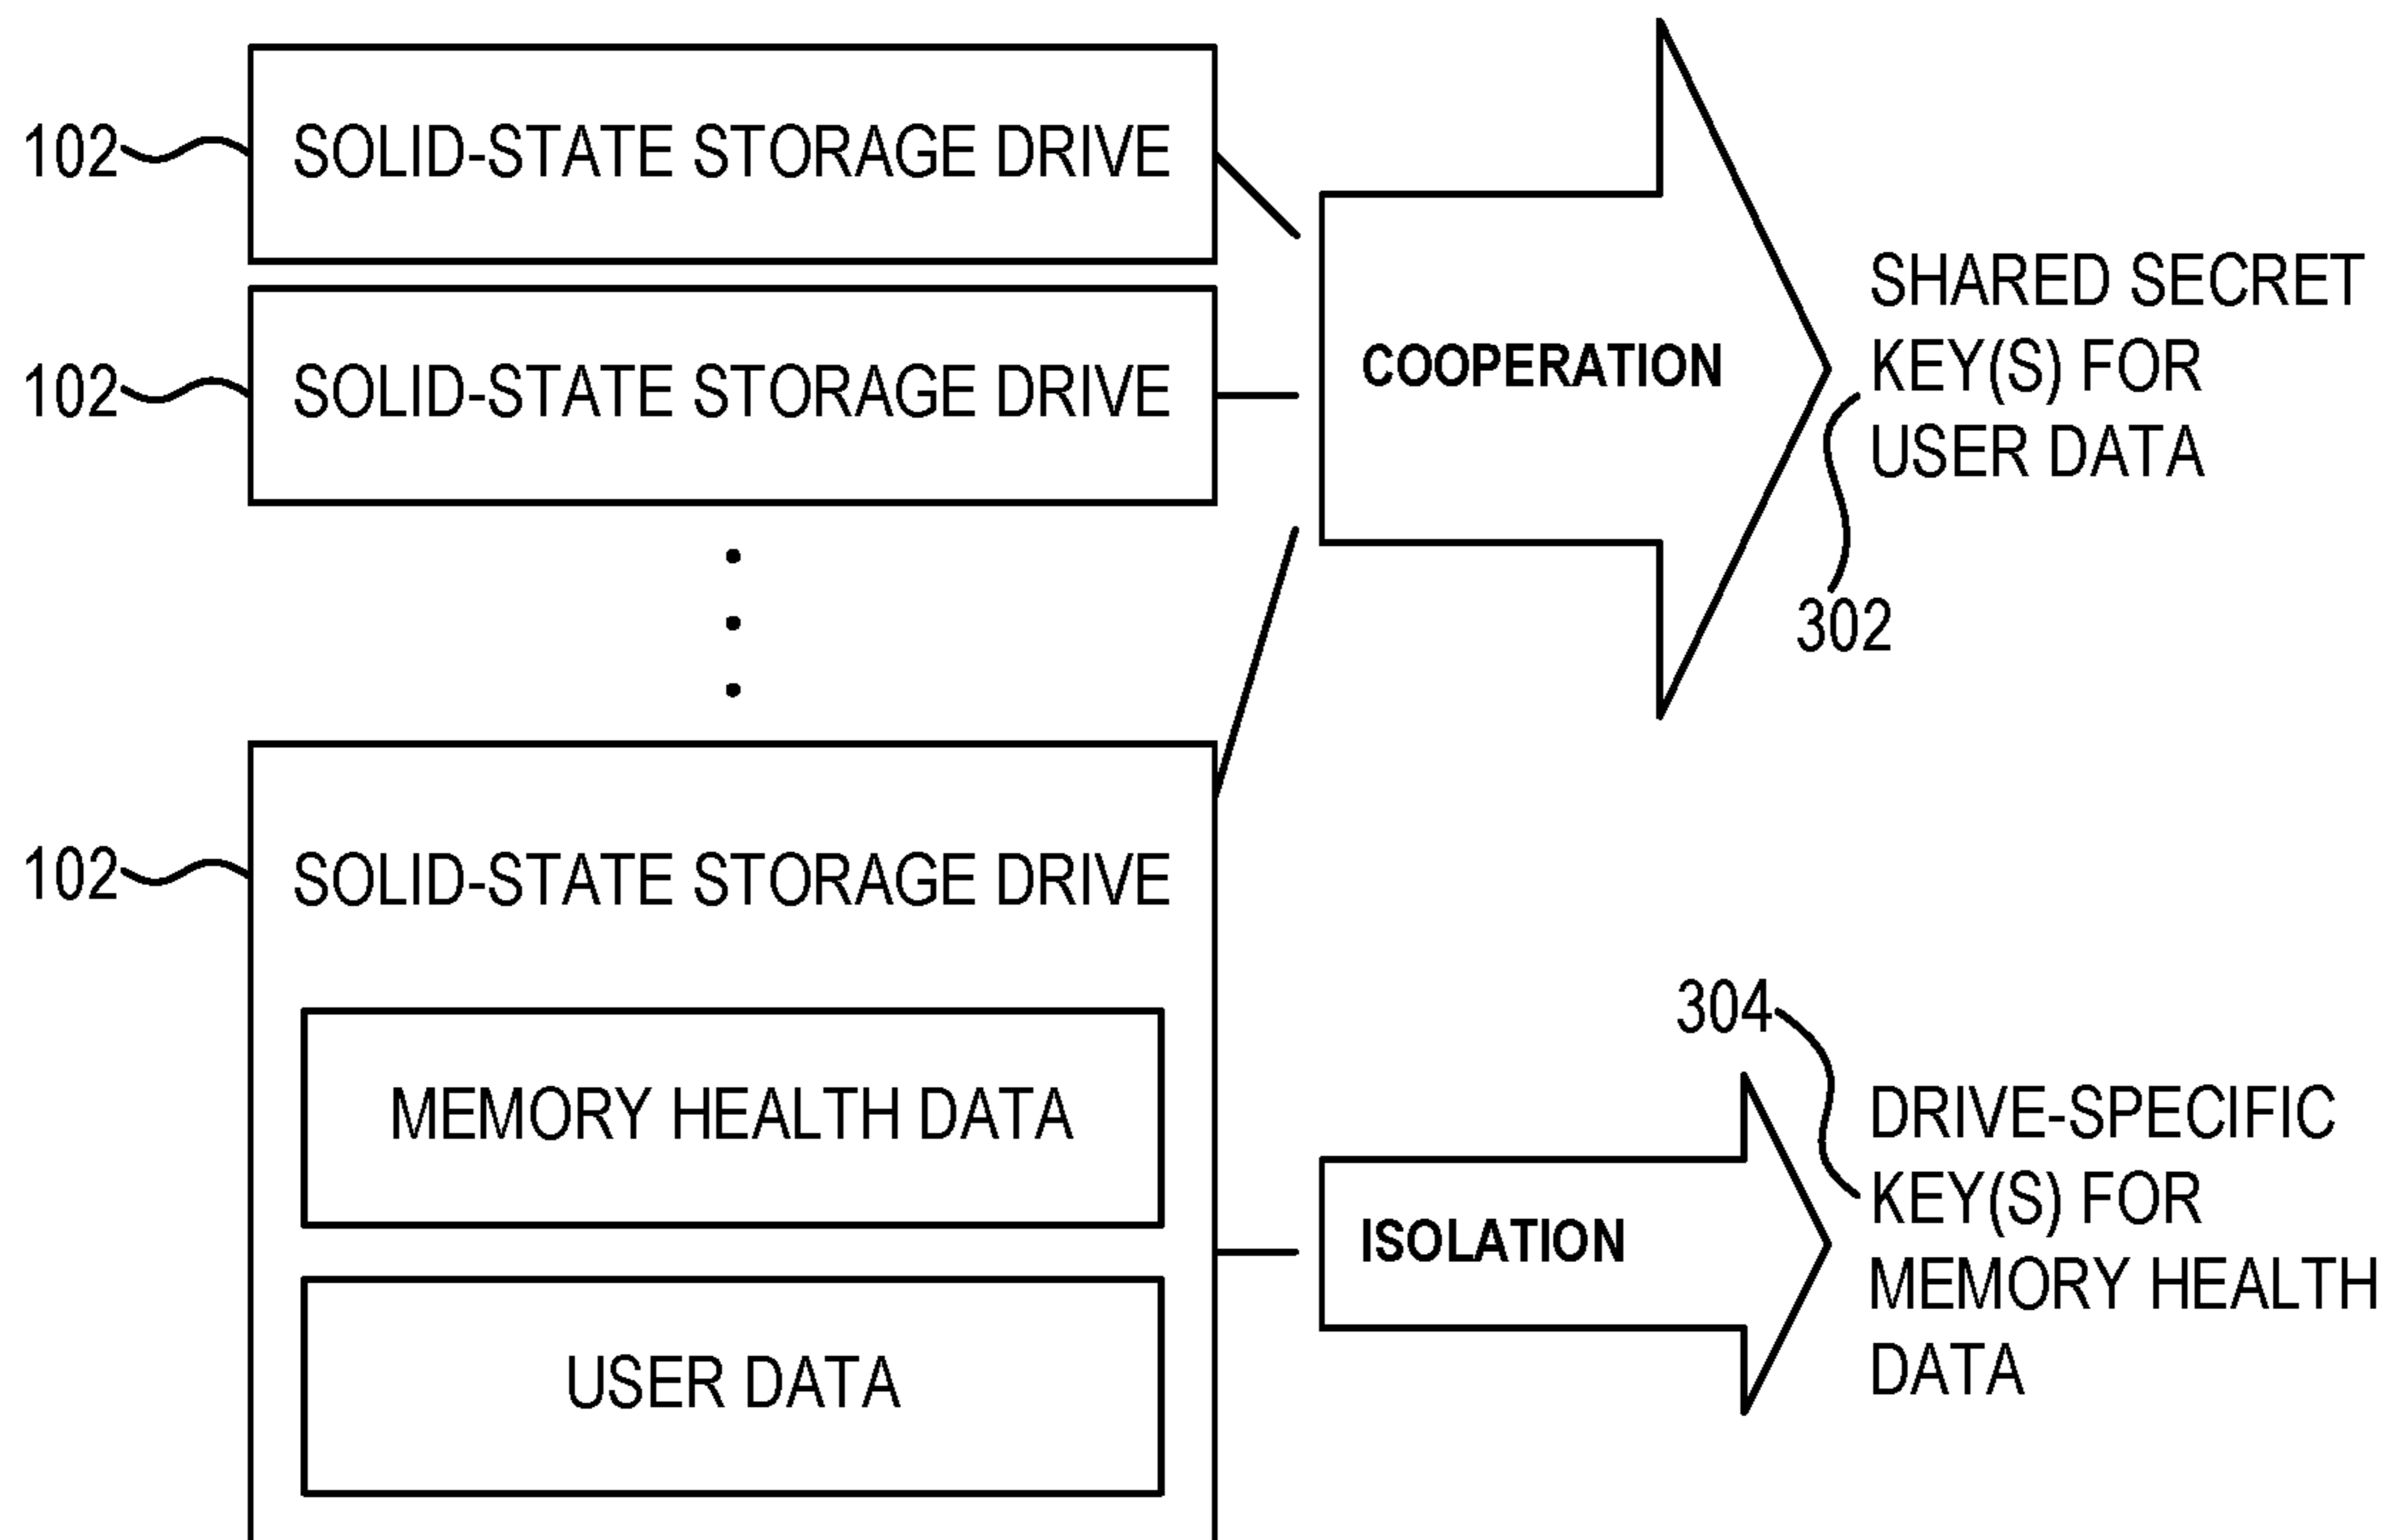 102
SOLID-STATE STORAGE DRIVE
102
SOLID-STATE STORAGE DRIVE
COOPERATION
SHARED SECRET
KEY(S) FOR
USER DATA
302
102
SOLID-STATE STORAGE DRIVE
MEMORY HEALTH DATA
USER DATA
ISOLATION
304
DRIVE-SPECIFIC
KEY(S) FOR
MEMORY HEALTH
DATA